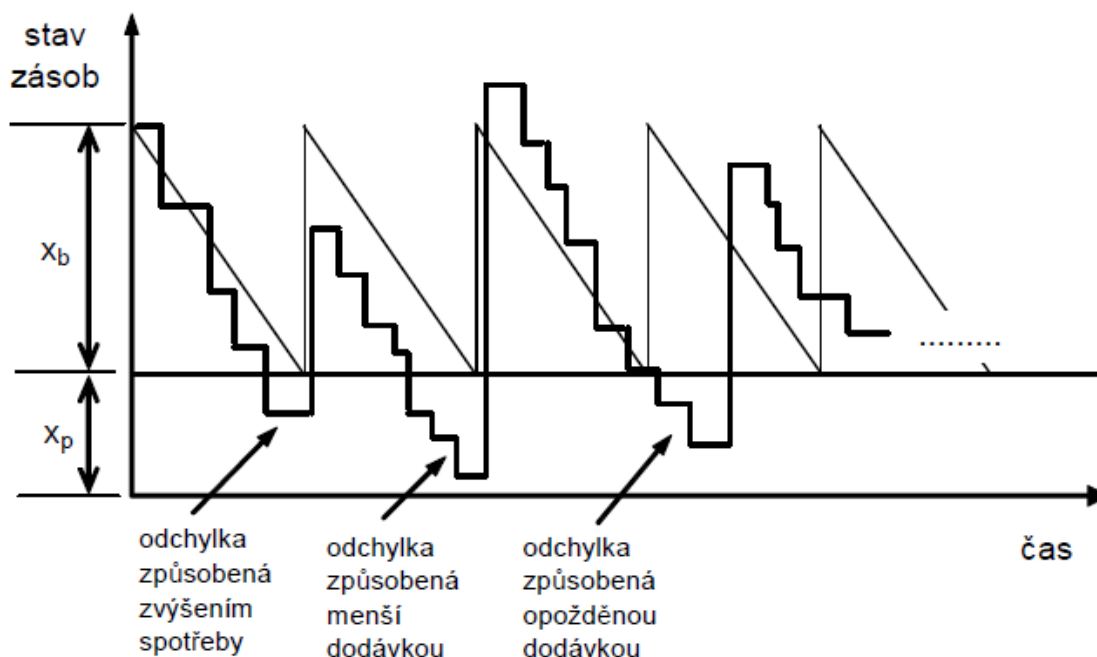 stav
zásob
x_b
x_p
.........
čas
odchylka
způsobená
zvýšením
spotřeby
odchylka
způsobená
menší
dodávkou
odchylka
způsobená
opožděnou
dodávkou